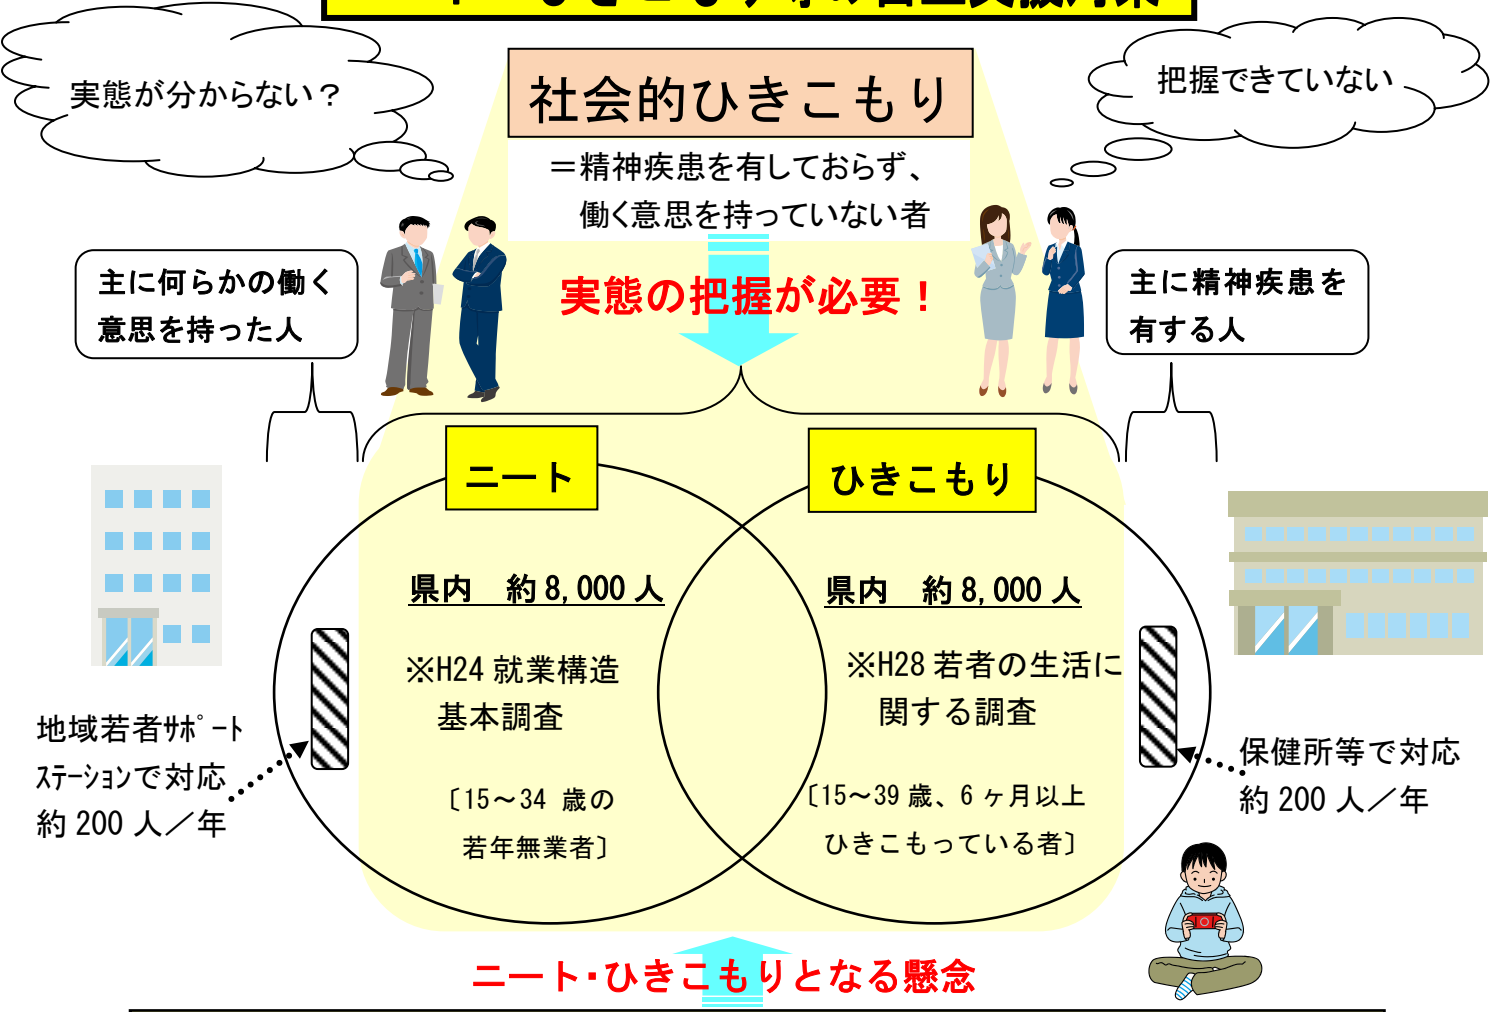 実態が分からない？
把握できていない
社会的ひきこもり
＝精神疾患を有しておらず、
働く意思を持っていない者
実態の把握が必要！
主に何らかの働く
意思を持った人
主に精神疾患を
有する人
ニート
ひきこもり
県内　約8,000人
県内　約8,000人
※H24就業構造
基本調査
※H28若者の生活に
関する調査
〔15～34 歳の
若年無業者〕
〔15～39歳、6ヶ月以上
ひきこもっている者〕
地域若者ｻﾎﾟｰﾄ
ｽﾃｰｼｮﾝで対応
約200人／年
保健所等で対応
約200人／年
ニート・ひきこもりとなる懸念